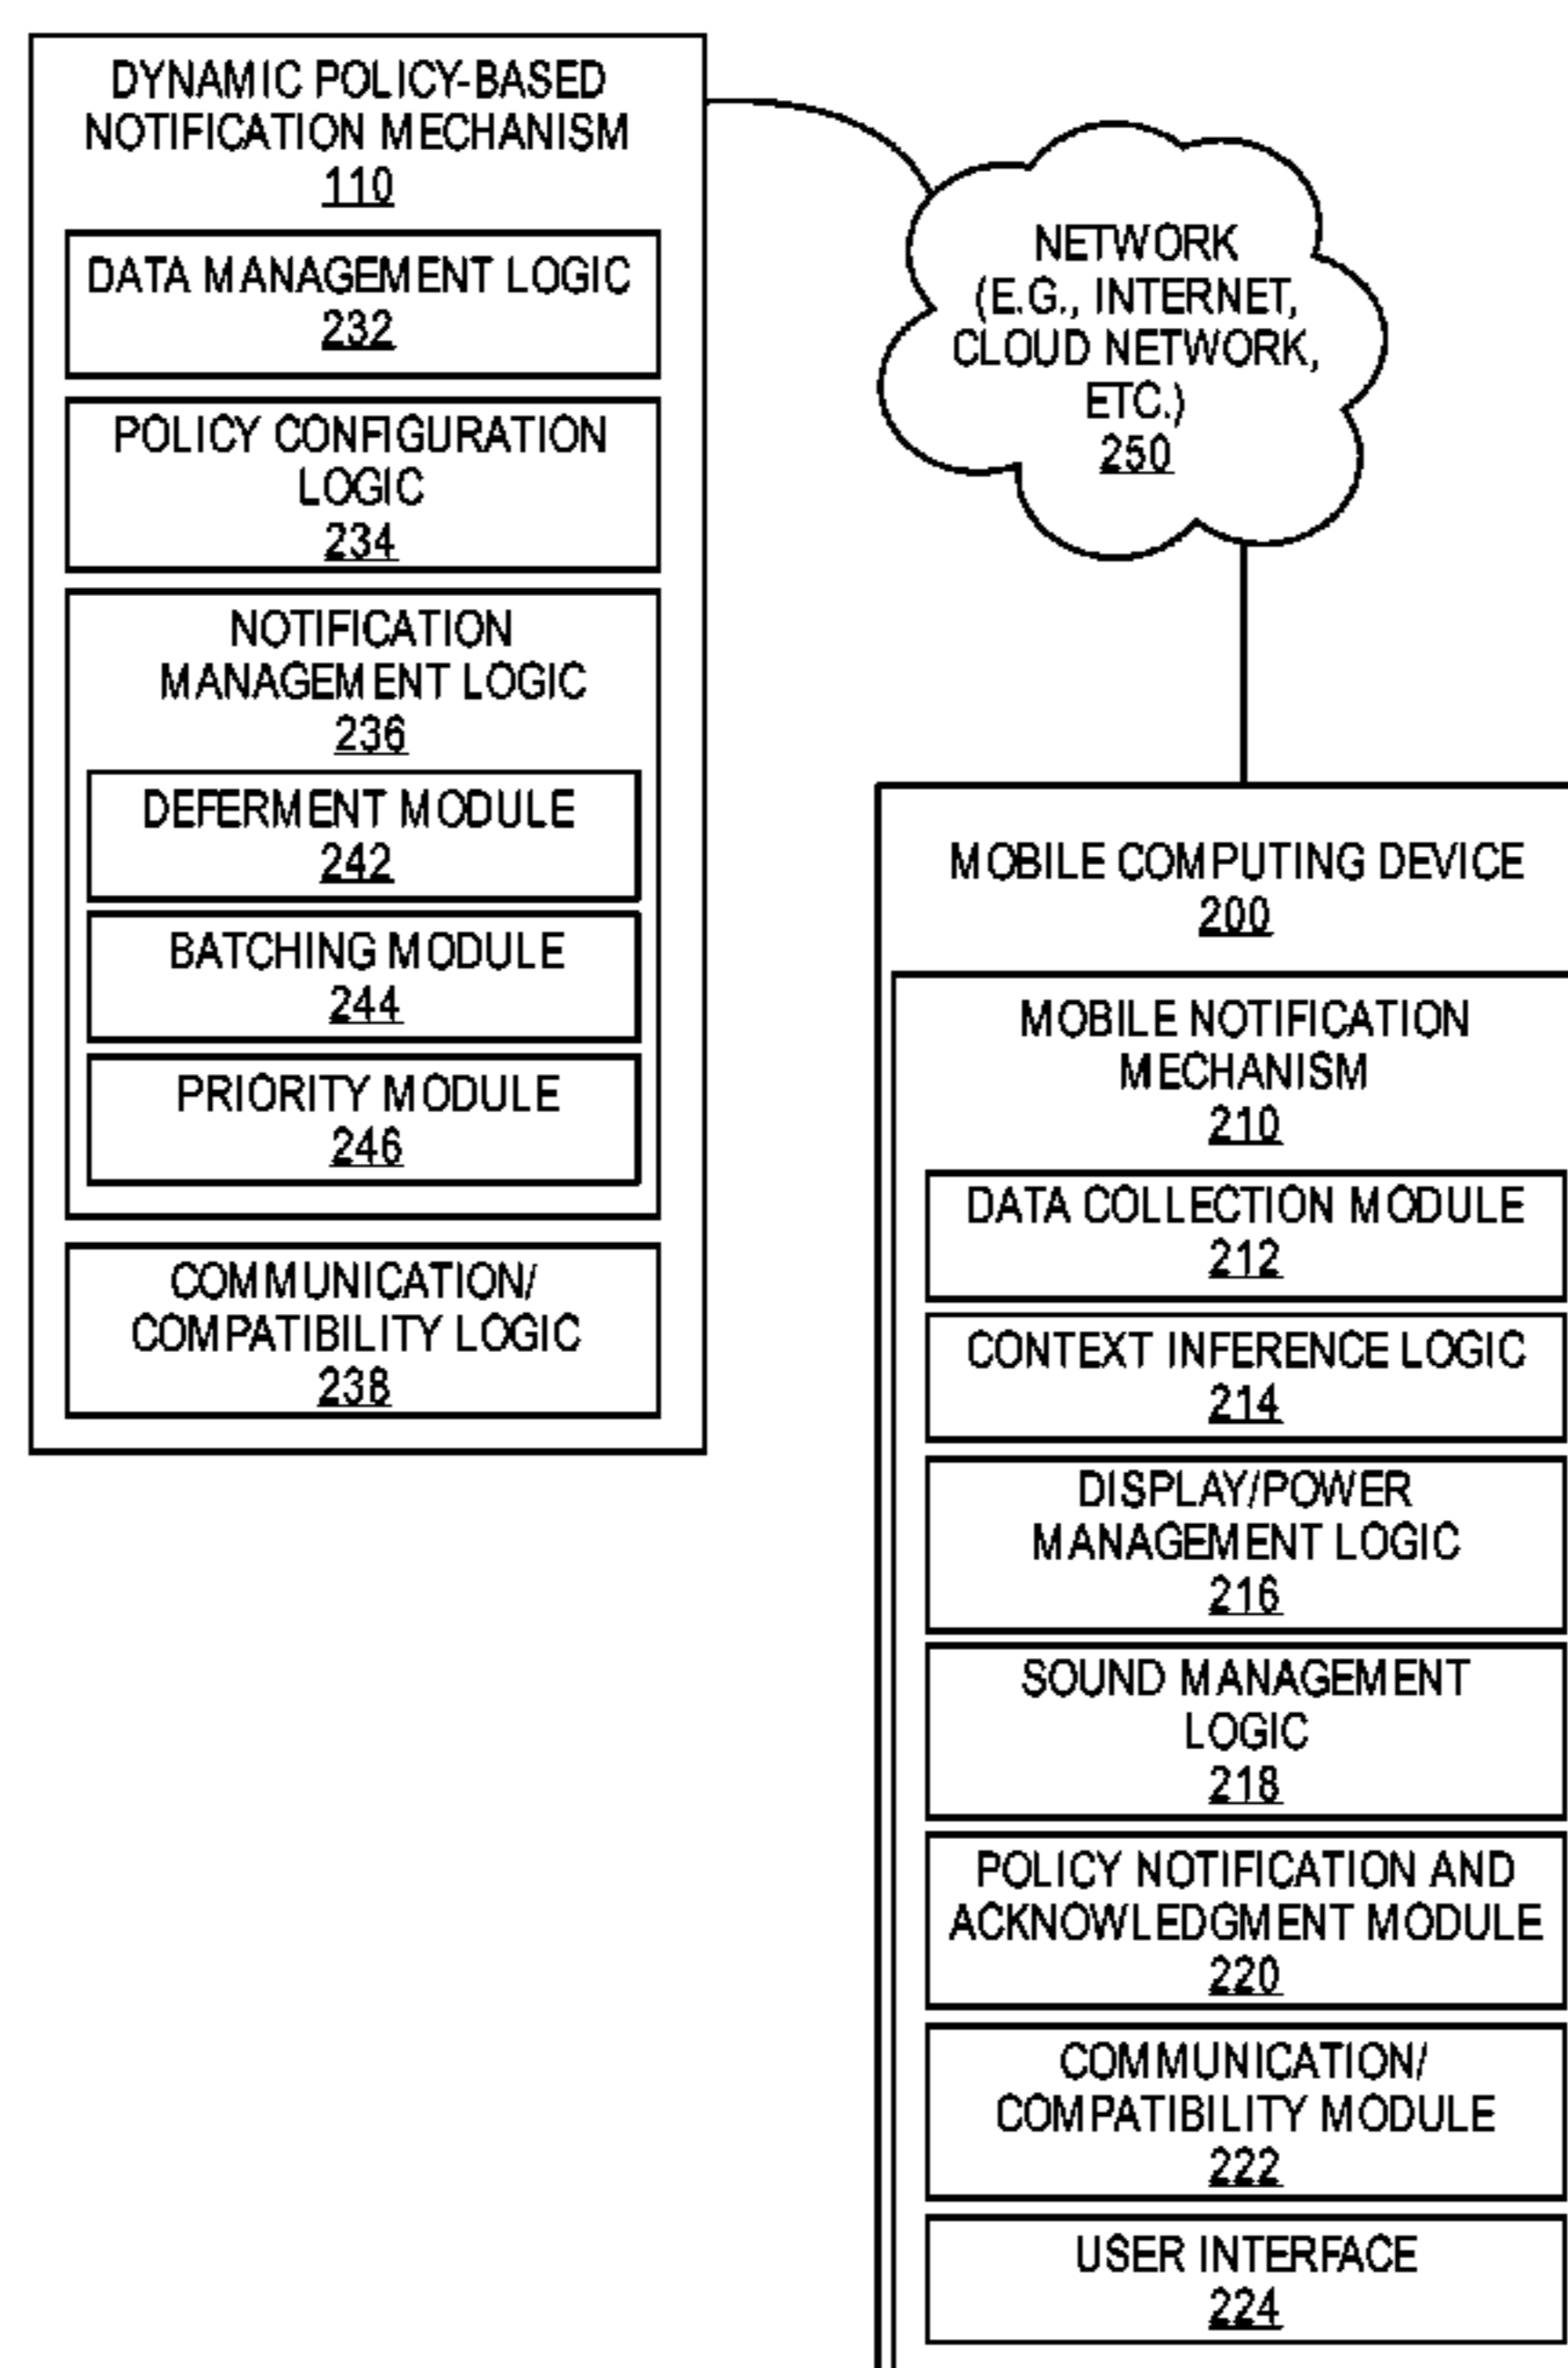 DYNAMIC POLICY-BASED
NOTIFICATION MECHANISM
110
DATA MANAGEMENT LOGIC
232
POLICY CONFIGURATION
LOGIC
234
NOTIFICATION
MANAGEMENT LOGIC
236
DEFERMENT MODULE
242
BATCHING MODULE
244
PRIORITY MODULE
246
COMMUNICATION/
COMPATIBILITY LOGIC
238
NETWORK
(E.G., INTERNET,
CLOUD NETWORK,
ETC.)
250
MOBILE COMPUTING DEVICE
200
MOBILE NOTIFICATION
MECHANISM
210
DATA COLLECTION MODULE
212
CONTEXT INFERENCE LOGIC
214
DISPLAY/POWER
MANAGEMENT LOGIC
216
SOUND MANAGEMENT
LOGIC
218
POLICY NOTIFICATION AND
ACKNOWLEDGMENT MODULE
220
COMMUNICATION/
COMPATIBILITY MODULE
222
USER INTERFACE
224